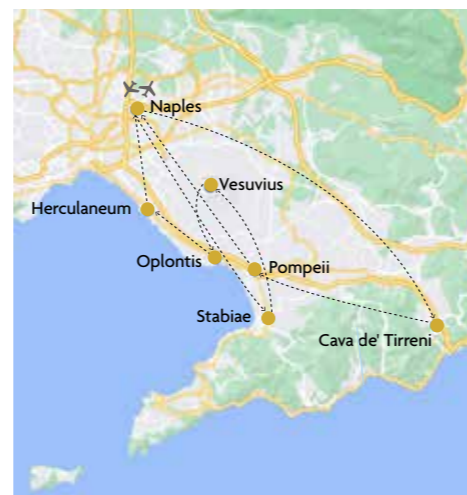 Naples
Vesuvius
Herculaneum
Oplontis
Pompeii
Stabiae
Cava de' Tirreni